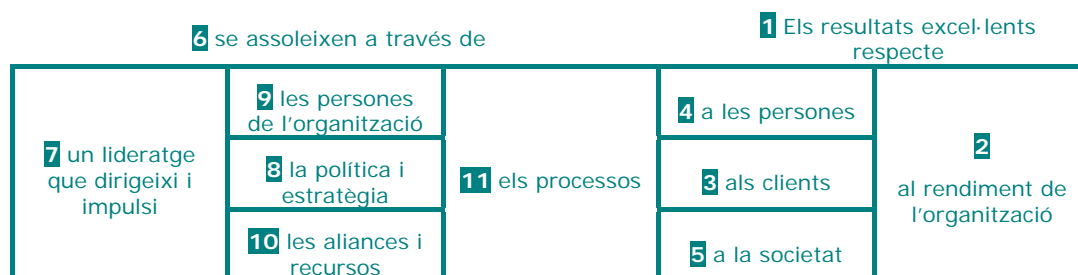 6 se assoleixen a través de
1 Els resultats excel·lents
respecte
7 un lideratge
que dirigeixi i
impulsi
9 les persones
de l'organització
8 la política i
estratègia
10 les aliances i
recursos
11 els processos
4 a les persones
3 als clients
5 a la societat
2
al rendiment de
l'organització